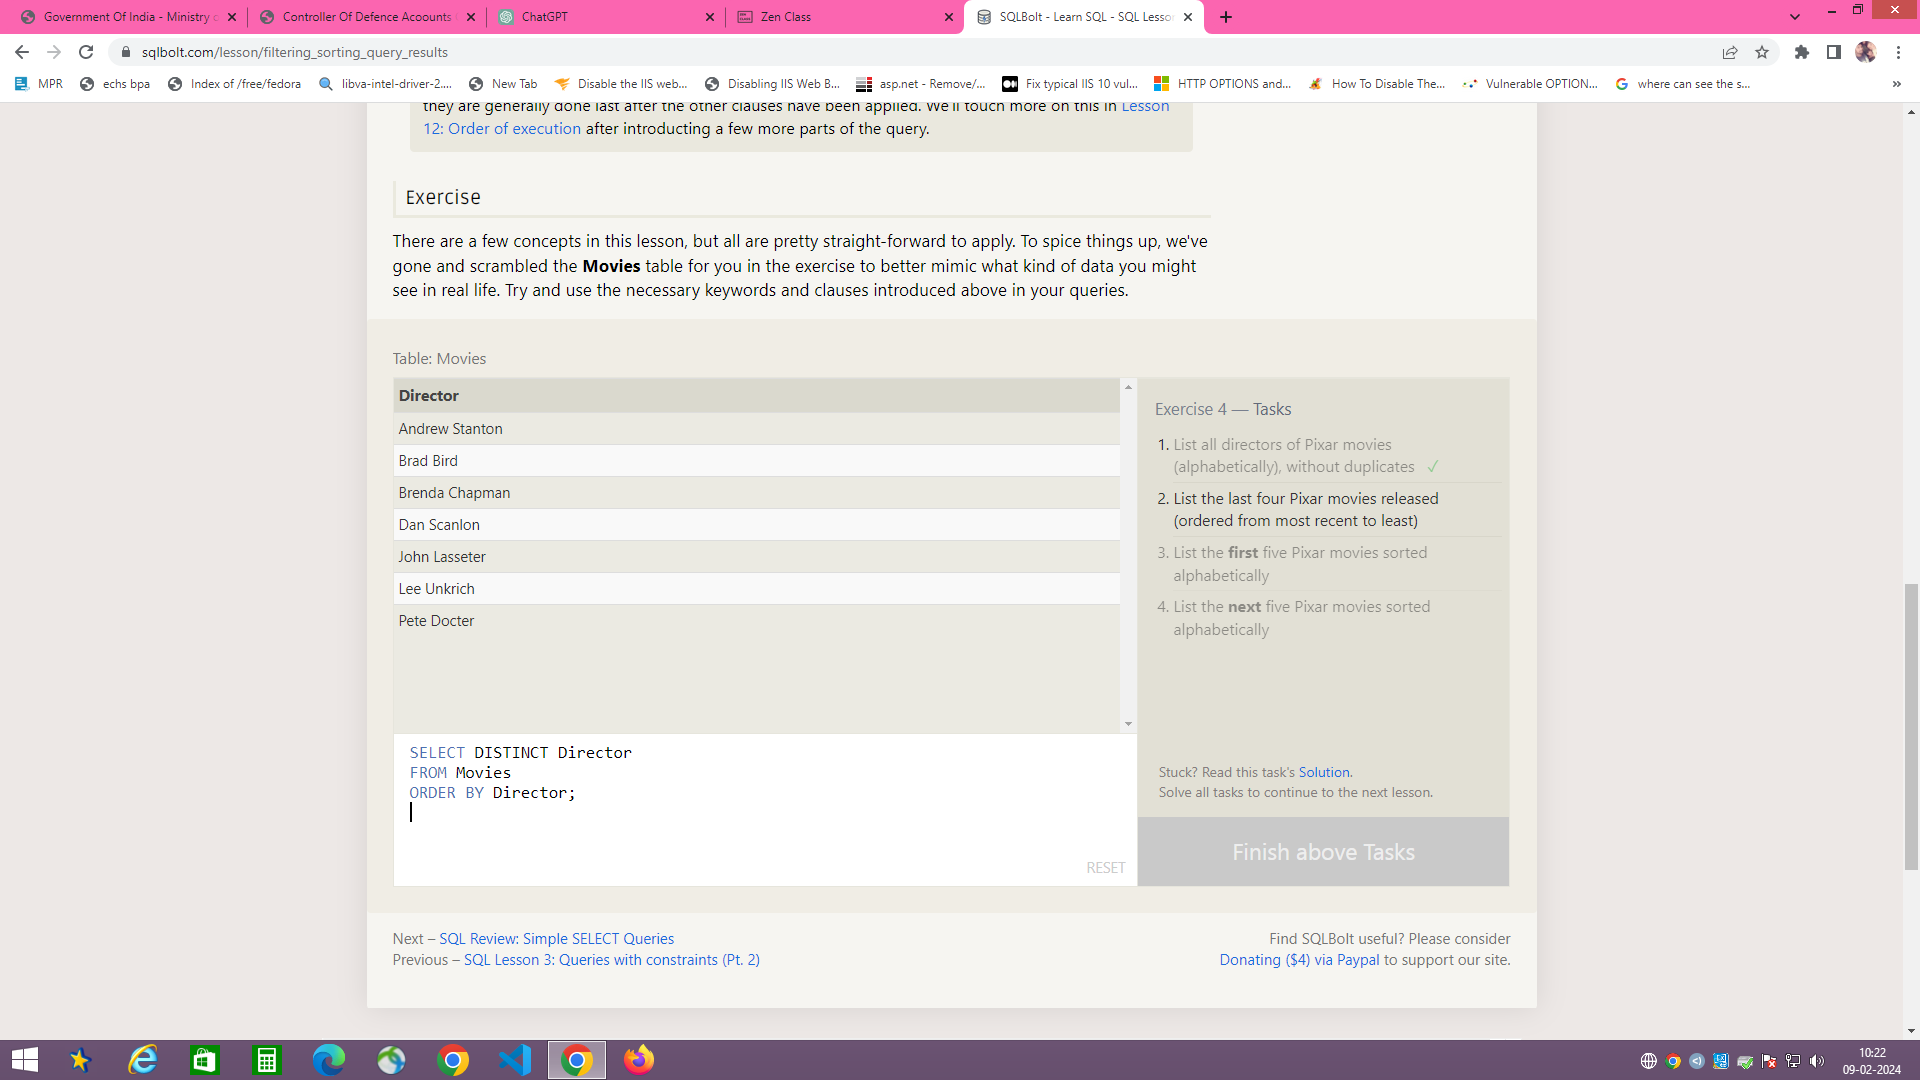 Government Of India - Ministry
Controller Of Defence Acoounts
ChatGPT
Zen Class
SQLBolt - Learn SQL - SQL Lesson
sqlbolt.com/lesson/filtering_sorting_query_results
MPR
echs bpa
Index of /free/fedora
libva-intel-driver-2....
New Tab
Disable the IIS web...
Disabling IIS Web B...
asp.net - Remove/...
Fix typical IIS 10 vul...
HTTP OPTIONS and...
How To Disable The...
Vulnerable OPTION...
where can see the s...
»
they are generally done last after the other clauses have been applied. We'll touch more on this in Lesson
12: Order of execution after introducting a few more parts of the query.
Exercise
There are a few concepts in this lesson, but all are pretty straight-forward to apply. To spice things up, we've
gone and scrambled the Movies table for you in the exercise to better mimic what kind of data you might
see in real life. Try and use the necessary keywords and clauses introduced above in your queries.
Table: Movies
Director
Andrew Stanton
Brad Bird
Brenda Chapman
Dan Scanlon
John Lasseter
Lee Unkrich
Pete Docter
SELECT DISTINCT Director
FROM Movies
ORDER BY Director;
RESET
Exercise 4 — Tasks
1. List all directors of Pixar movies
(alphabetically), without duplicates ✓
2. List the last four Pixar movies released
(ordered from most recent to least)
3. List the first five Pixar movies sorted
alphabetically
4. List the next five Pixar movies sorted
alphabetically
Stuck? Read this task's Solution.
Solve all tasks to continue to the next lesson.
Finish above Tasks
Next – SQL Review: Simple SELECT Queries
Previous – SQL Lesson 3: Queries with constraints (Pt. 2)
Find SQLBolt useful? Please consider
Donating ($4) via Paypal to support our site.
10:22
09-02-2024